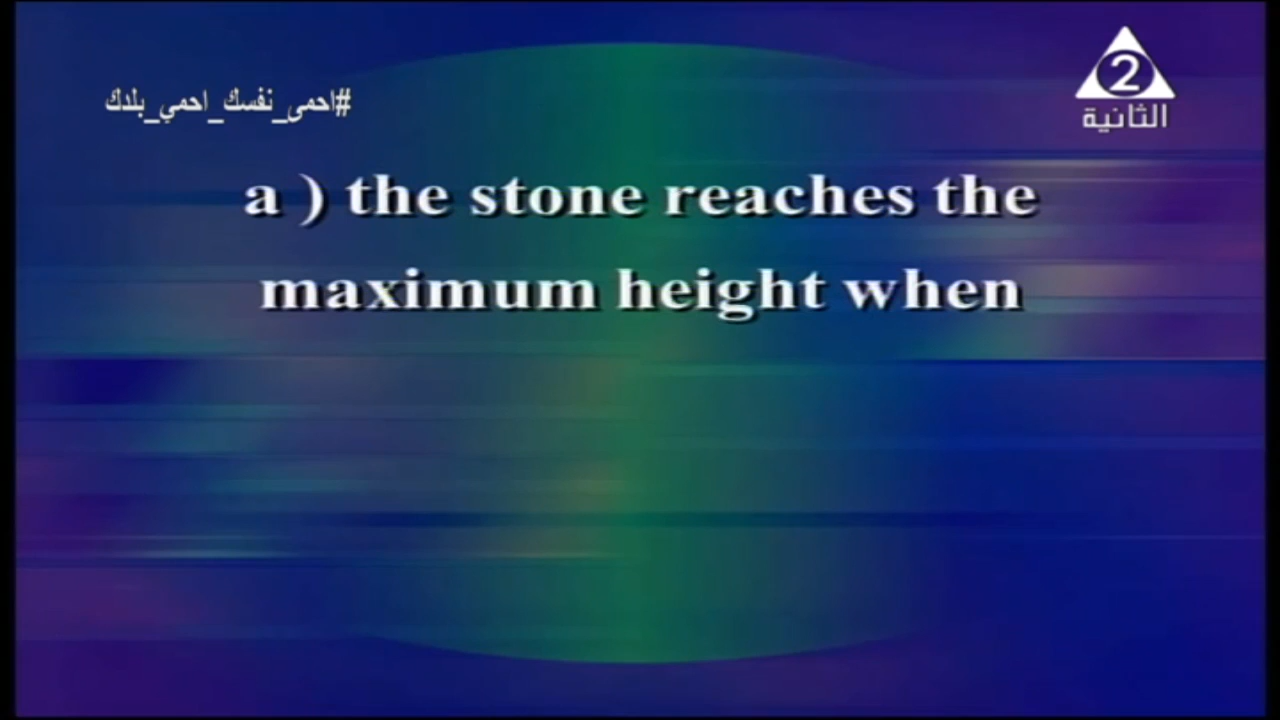 2
الثانية
#احمى_نفسك_احمي_بلدك
a ) the stone reaches the
maximum height when